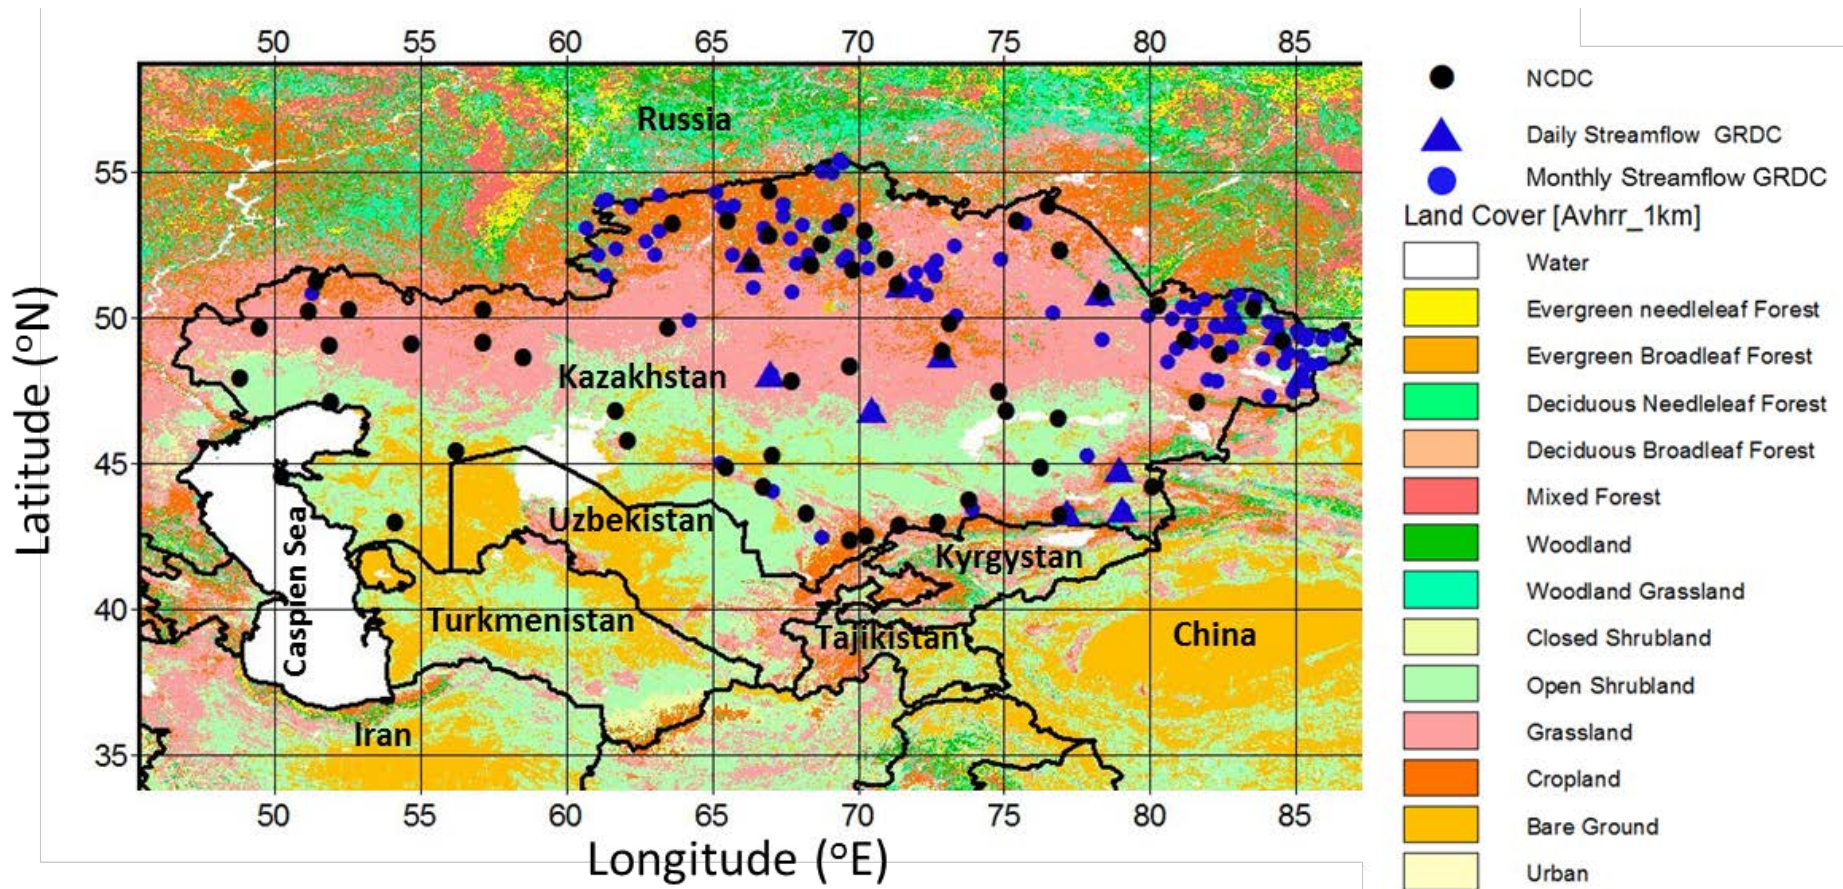 50 55 60 65 70 75 80 85
NCDC
Daily Streamflow GRDC
Monthly Streamflow GRDC
Land Cover [Avhrr_1km]
Water
Evergreen needleleaf Forest
Evergreen Broadleaf Forest
Deciduous Needleleaf Forest
Deciduous Broadleaf Forest
Mixed Forest
Woodland
Woodland Grassland
Closed Shrubland
Open Shrubland
Grassland
Cropland
Bare Ground
Urban
Latitude (°N)
55
50
45
40
35
Russia
Kazakhstan
Uzbekistan
Kyrgystan
Caspien Sea
Turkmenistan
Tajikistan
China
Iran
50 55 60 65 70 75 80 85
Longitude (°E)